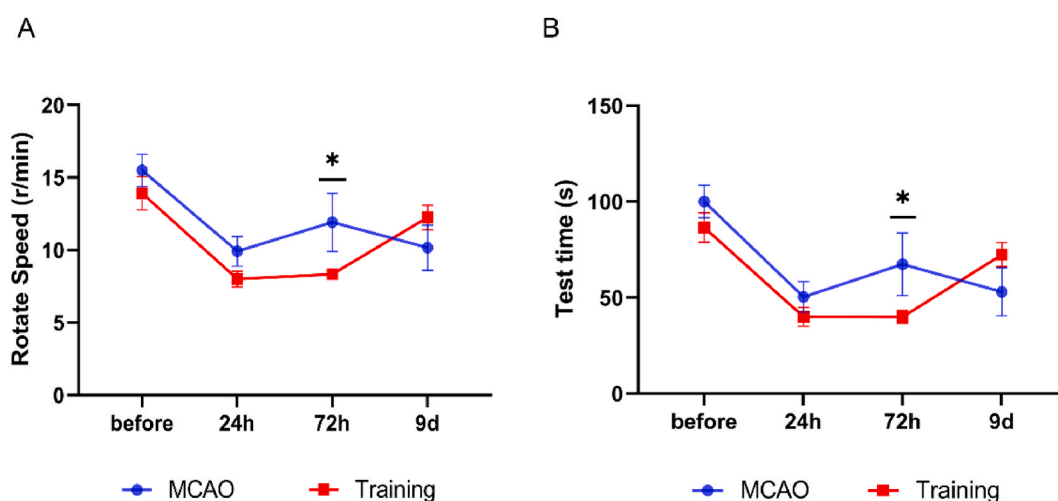 A
Rotate Speed (r/min)
20
15
10
5
0
*
before 24h 72h 9d
MCAO Training
B
Test time (s)
150
100
50
0
*
before 24h 72h 9d
MCAO Training